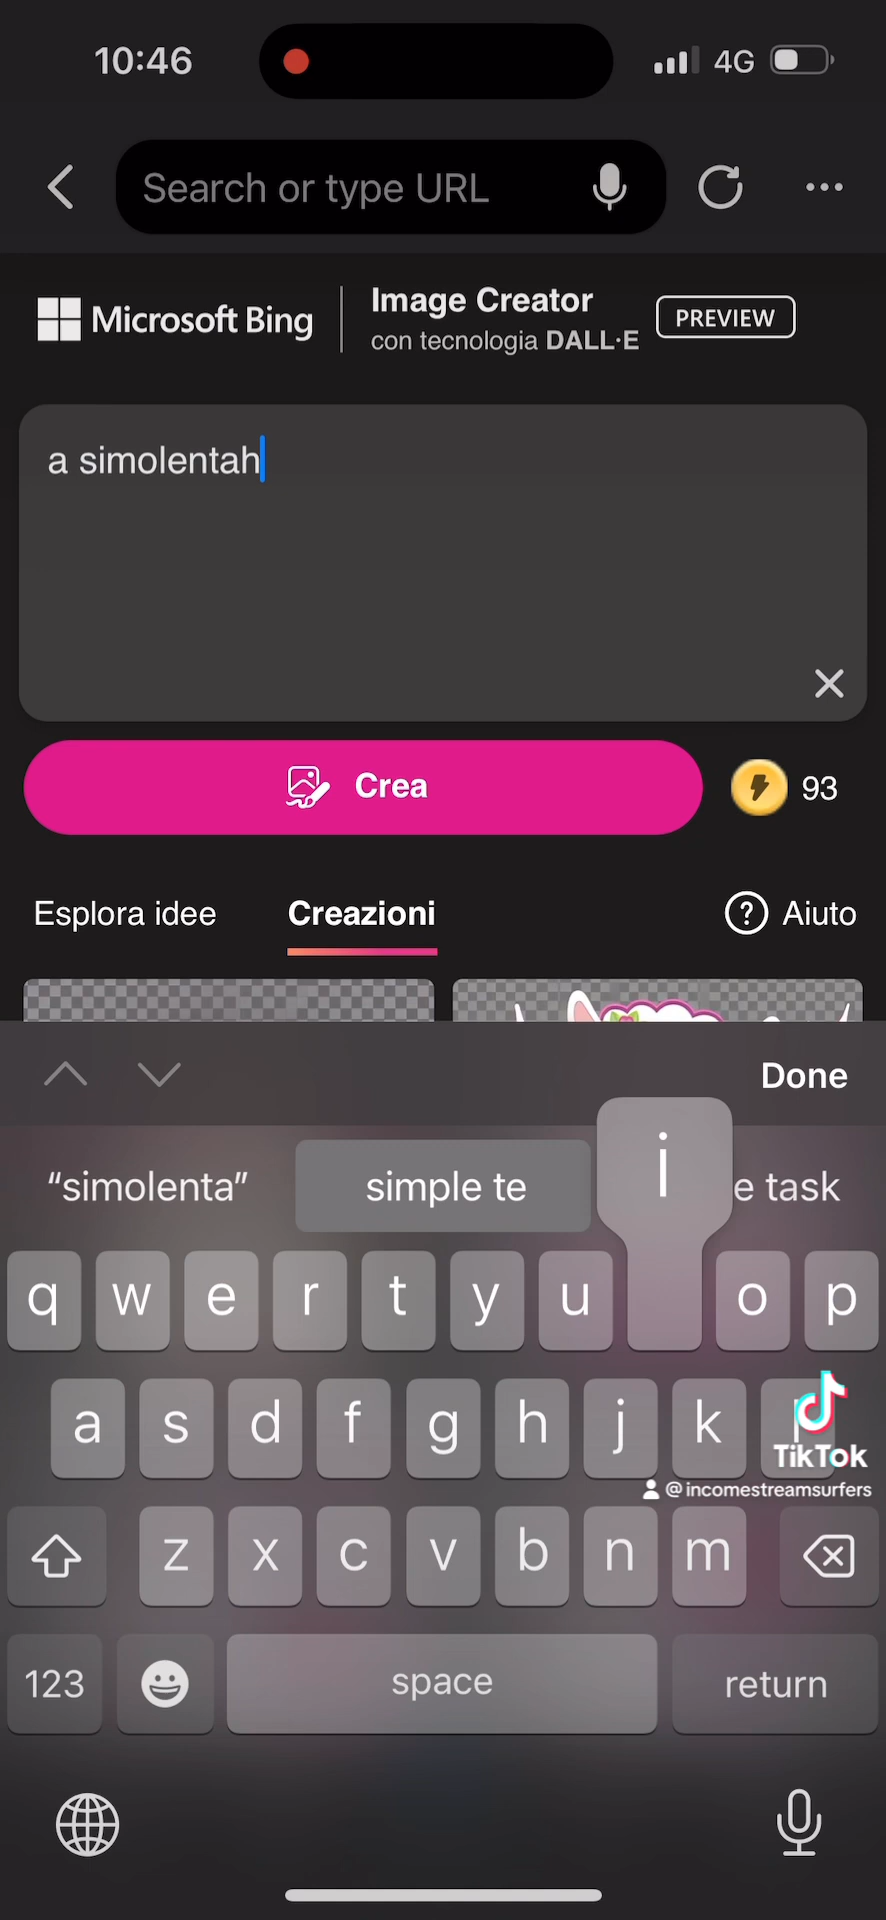 10:46
4G
Search or type URL
Microsoft Bing
Image Creator
con tecnologia DALL·E
PREVIEW
a simolentah
Crea
93
Esplora idee
Creazioni
? Aiuto
Done
“simolenta”
simple te
e task
i
q w e r t y u o p
a s d f g h j k
TikTok
@incomestreamsurfers
z x c v b n m
123
space
return